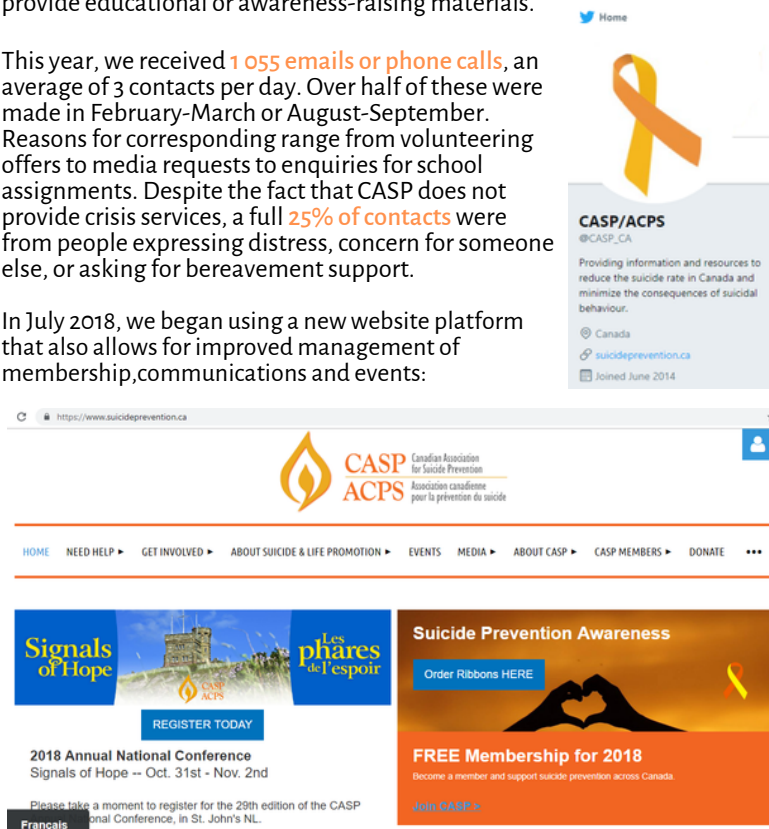 provide educational or awareness-raising materials.
This year, we received 1 055 emails or phone calls, an
average of 3 contacts per day. Over half of these were
made in February-March or August-September.
Reasons for corresponding range from volunteering
offers to media requests to enquiries for school
assignments. Despite the fact that CASP does not
provide crisis services, a full 25% of contacts were
from people expressing distress, concern for someone
else, or asking for bereavement support.
In July 2018, we began using a new website platform
that also allows for improved management of
membership,communications and events:
Home
CASP/ACPS
@CASP_CA
Providing information and resources to
reduce the suicide rate in Canada and
minimize the consequences of suicidal
behaviour.
Canada
suicideprevention.ca
Joined June 2014
https://www.suicideprevention.ca
CASP Canadian Association
for Suicide Prevention
ACPS Association canadienne
pour la prévention du suicide
HOME NEED HELP ▸ GET INVOLVED ▸ ABOUT SUICIDE & LIFE PROMOTION ▸ EVENTS MEDIA ▸ ABOUT CASP ▸ CASP MEMBERS ▸ DONATE •••
Signals
of Hope
CASP
ACPS
Les
phares
de l'espoir
REGISTER TODAY
2018 Annual National Conference
Signals of Hope -- Oct. 31st - Nov. 2nd
Please take a moment to register for the 29th edition of the CASP
onal Conference, in St. John's NL.
Français
Suicide Prevention Awareness
Order Ribbons HERE
FREE Membership for 2018
Become a member and support suicide prevention across Canada.
Join CASP >